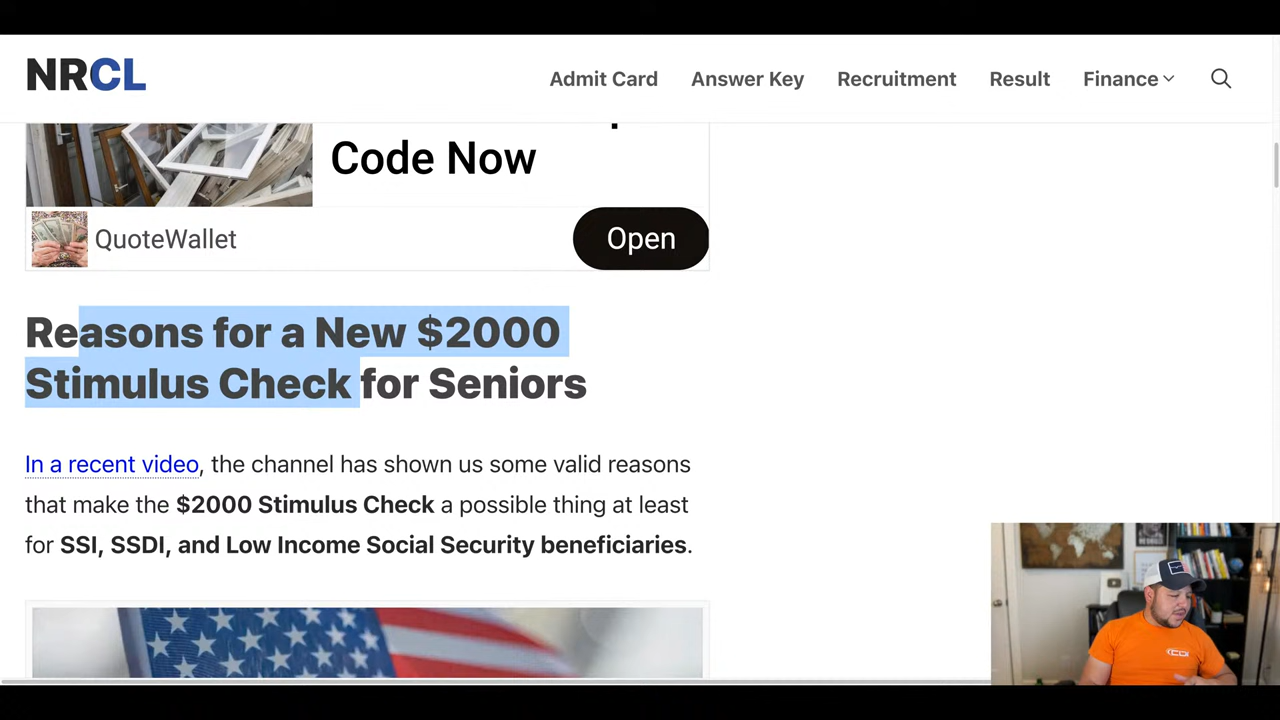 NRCL
Admit Card Answer Key Recruitment Result Finance
Code Now
QuoteWallet
Open
Reasons for a New $2000
Stimulus Check for Seniors
In a recent video, the channel has shown us some valid reasons
that make the $2000 Stimulus Check a possible thing at least
for SSI, SSDI, and Low Income Social Security beneficiaries.